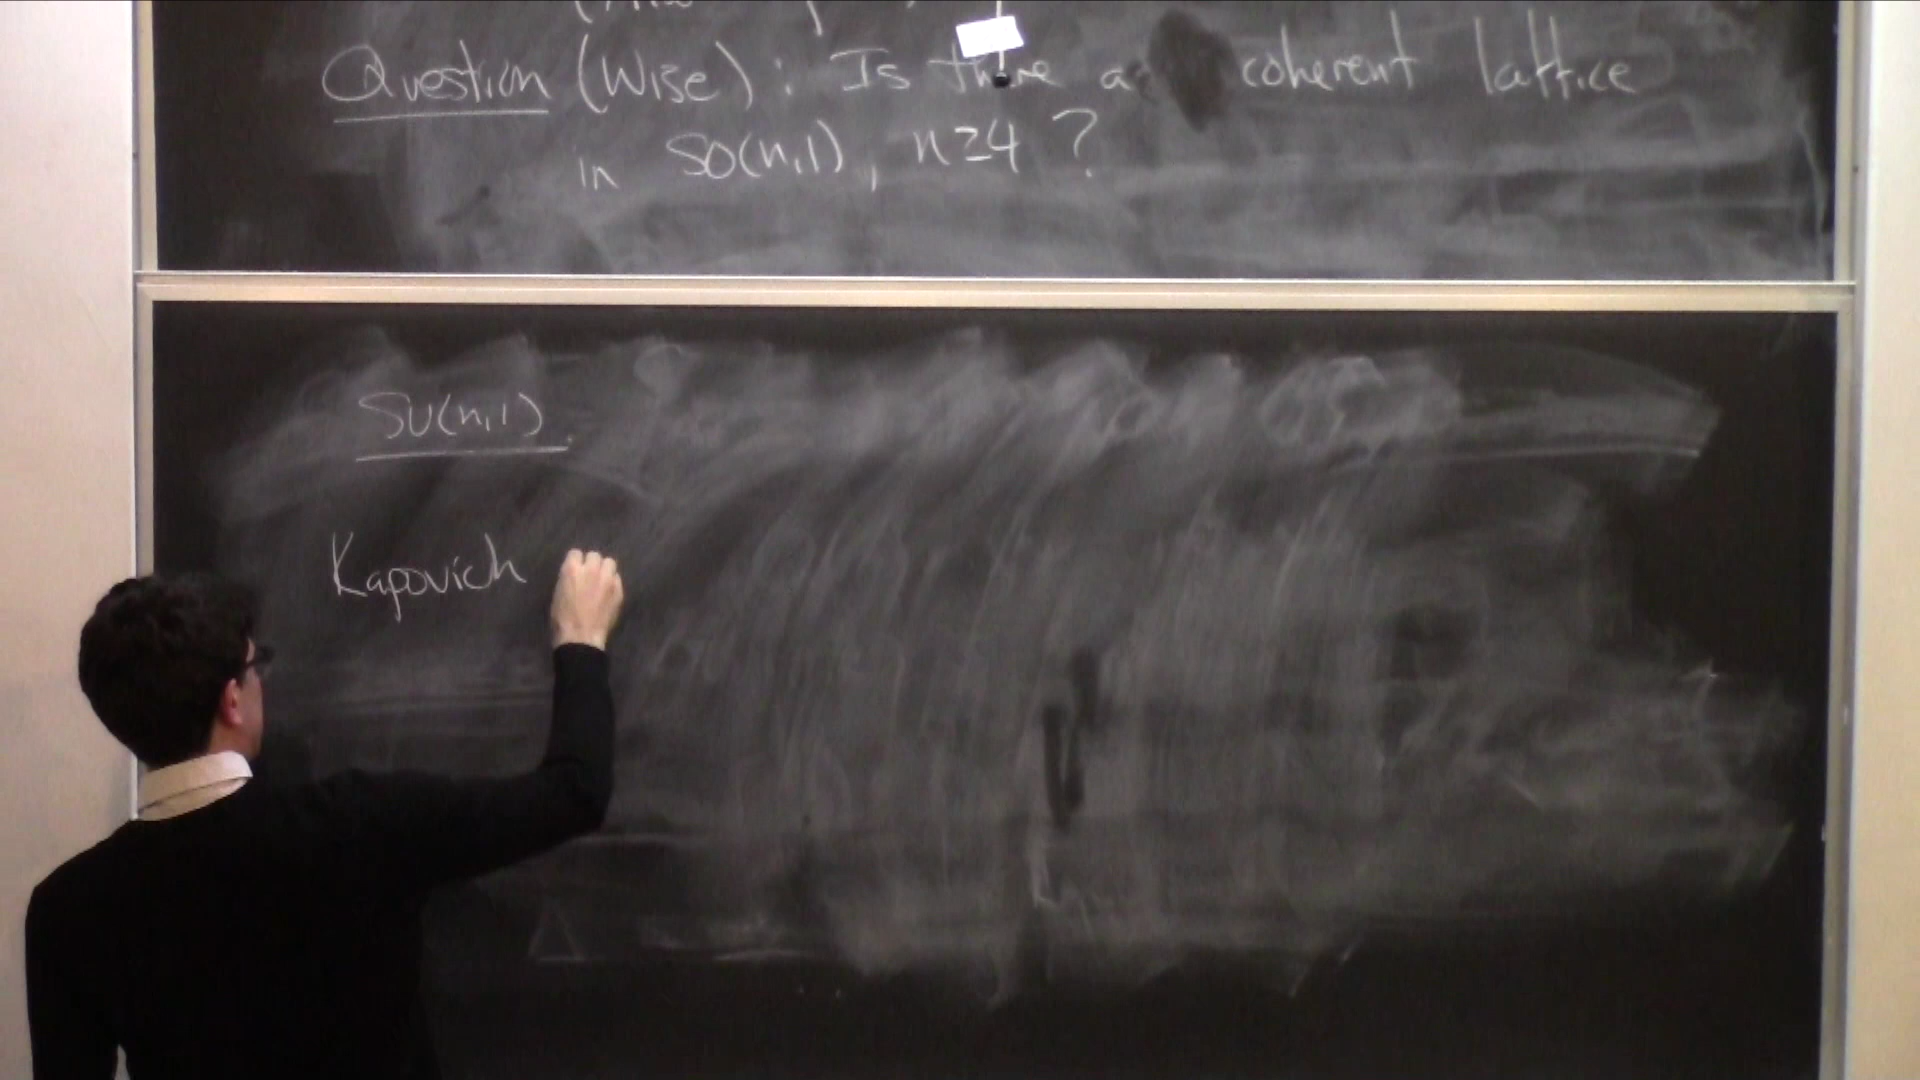 Question (Wise): Is there a coherent lattice
in SO(n,1), n≥4?
SU(n,1).
Kapovich